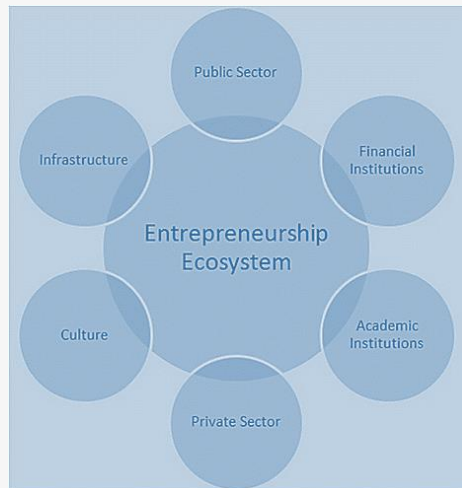 Public Sector
Infrastructure
Financial
Institutions
Entrepreneurship
Ecosystem
Culture
Academic
Institutions
Private Sector